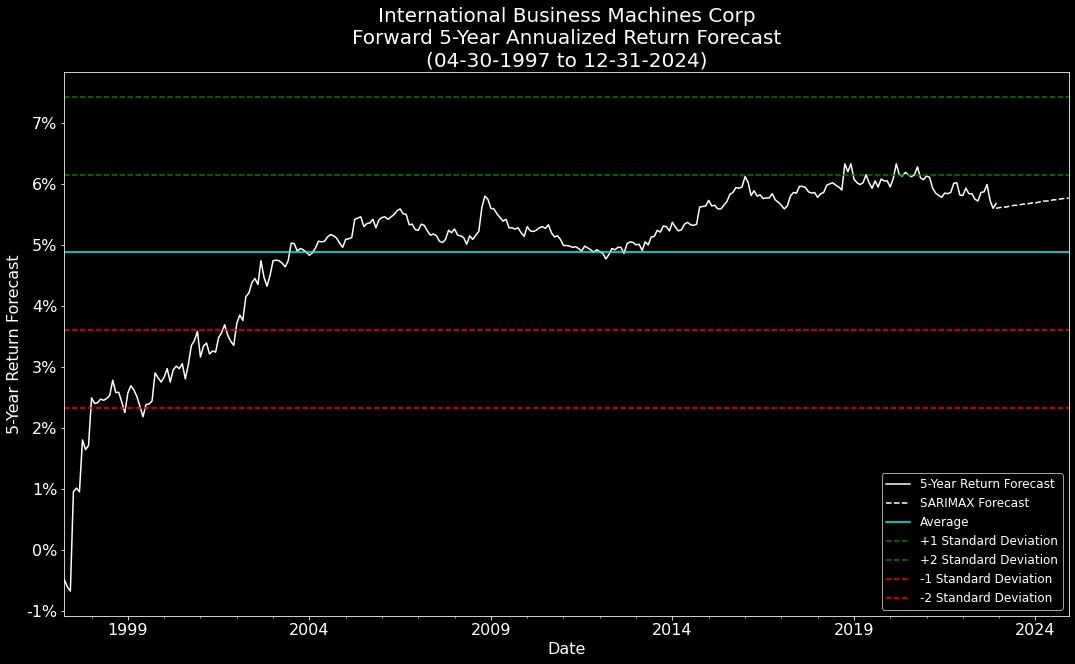 International Business Machines Corp
Forward 5-Year Annualized Return Forecast
(04-30-1997 to 12-31-2024)
5-Year Return Forecast
7%
6%
5%
4%
3%
2%
1%
0%
-1%
1999
2004
2009
2014
2019
2024
Date
5-Year Return Forecast
SARIMAX Forecast
Average
+1 Standard Deviation
+2 Standard Deviation
-1 Standard Deviation
-2 Standard Deviation